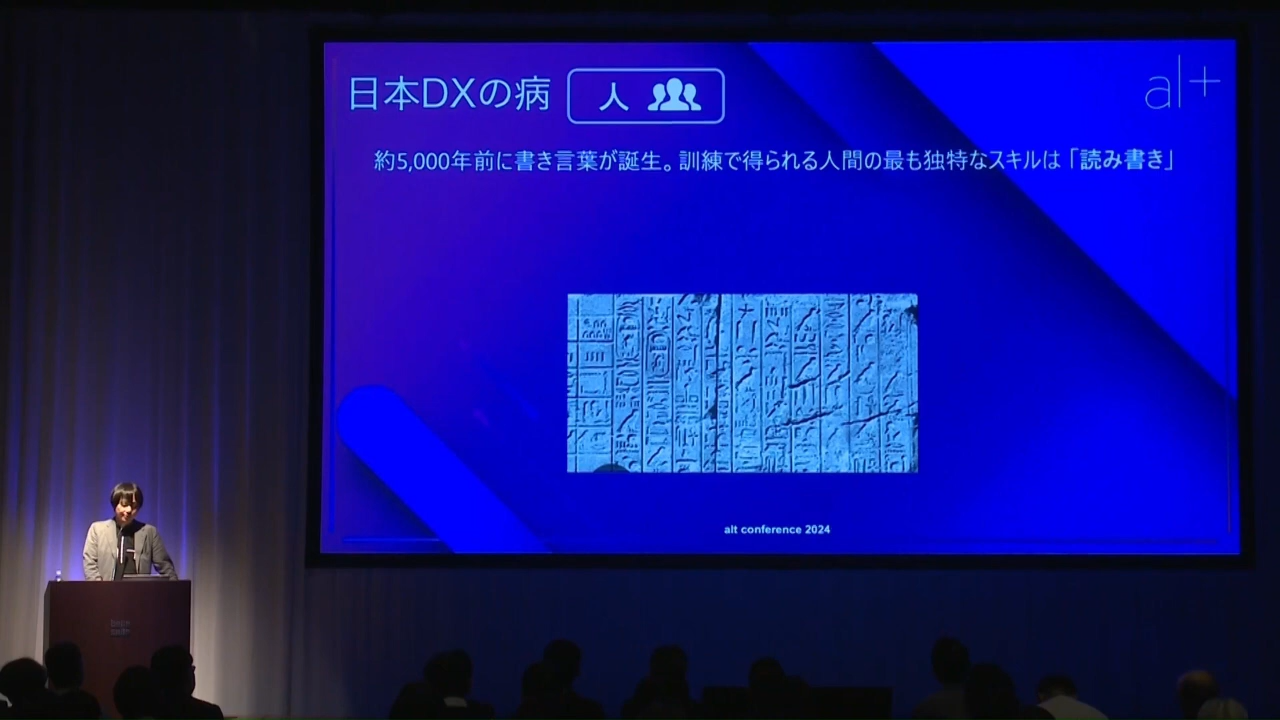 日本DXの病 人
al+
約5,000年前に書き言葉が誕生。訓練で得られる人間の最も独特なスキルは「読み書き」
alt conference 2024